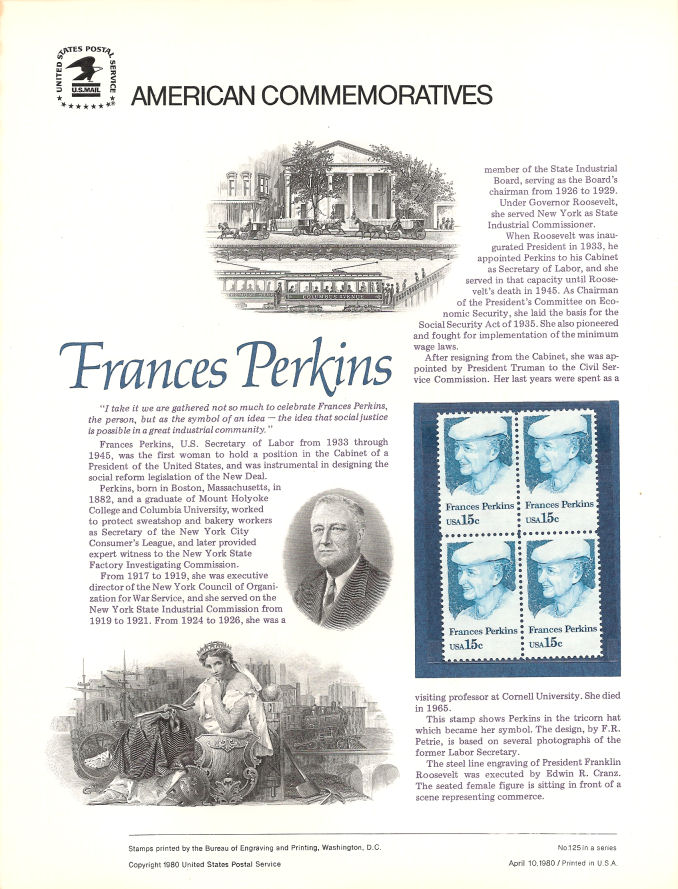 UNITED STATES POSTAL SERVICE
U.S.MAIL
AMERICAN COMMEMORATIVES
Frances Perkins
"I take it we are gathered not so much to celebrate Frances Perkins,
the person, but as the symbol of an idea — the idea that social justice
is possible in a great industrial community."
Frances Perkins, U.S. Secretary of Labor from 1933 through
1945, was the first woman to hold a position in the Cabinet of a
President of the United States, and was instrumental in designing the
social reform legislation of the New Deal.
Perkins, born in Boston, Massachusetts, in
1882, and a graduate of Mount Holyoke
College and Columbia University, worked
to protect sweatshop and bakery workers
as Secretary of the New York City
Consumer's League, and later provided
expert witness to the New York State
Factory Investigating Commission.
From 1917 to 1919, she was executive
director of the New York Council of Organi-
zation for War Service, and she served on the
New York State Industrial Commission from
1919 to 1921. From 1924 to 1926, she was a
member of the State Industrial
Board, serving as the Board's
chairman from 1926 to 1929.
Under Governor Roosevelt,
she served New York as State
Industrial Commissioner.
When Roosevelt was inau-
gurated President in 1933, he
appointed Perkins to his Cabinet
as Secretary of Labor, and she
served in that capacity until Roose-
velt's death in 1945. As Chairman
of the President's Committee on Eco-
nomic Security, she laid the basis for the
Social Security Act of 1935. She also pioneered
and fought for implementation of the minimum
wage laws.
After resigning from the Cabinet, she was ap-
pointed by President Truman to the Civil Ser-
vice Commission. Her last years were spent as a
Frances Perkins
USA 15c
Frances Perkins
USA 15c
Frances Perkins
USA 15c
Frances Perkins
USA 15c
visiting professor at Cornell University. She died
in 1965.
This stamp shows Perkins in the tricorn hat
which became her symbol. The design, by F.R.
Petrie, is based on several photographs of the
former Labor Secretary.
The steel line engraving of President Franklin
Roosevelt was executed by Edwin R. Cranz.
The seated female figure is sitting in front of a
scene representing commerce.
Stamps printed by the Bureau of Engraving and Printing, Washington, D.C.
Copyright 1980 United States Postal Service
No.125 in a series
April 10,1980 / Printed in U.S.A.